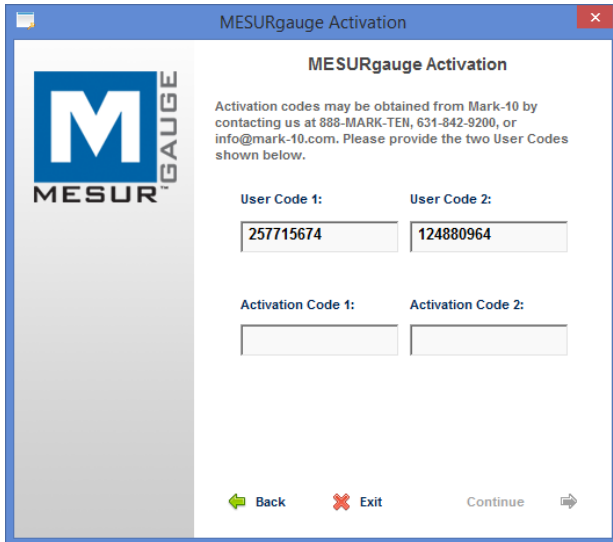 MESURgauge Activation
M
GAUGE
MESUR™
MESURgauge Activation
Activation codes may be obtained from Mark-10 by
contacting us at 888-MARK-TEN, 631-842-9200, or
info@mark-10.com. Please provide the two User Codes
shown below.
User Code 1: User Code 2:
257715674 124880964
Activation Code 1: Activation Code 2:
Back Exit Continue